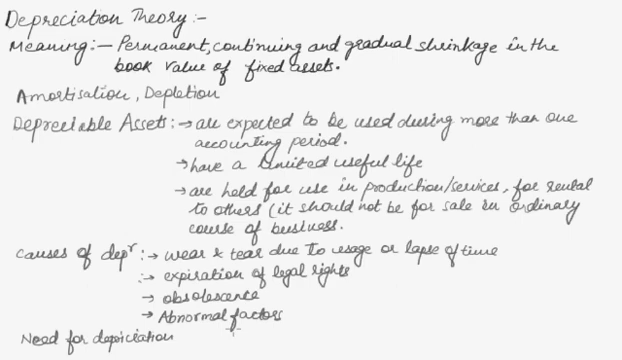 Depreciation Theory:-
Meaning:- Permanent, continuing and gradual shrinkage in the
book value of fixed assets.
Amortisation, Depletion
Depreciable Assets:→ are expected to be used during more than one
accounting period.
→ have a limited useful life
→ are held for use in production/services, for rental
to others (it should not be for sale in ordinary
course of business.
Causes of depr :→ wear & tear due to usage or lapse of time
:→ expiration of legal rights
→ obsolescence
→ Abnormal factors
Need for depiciation